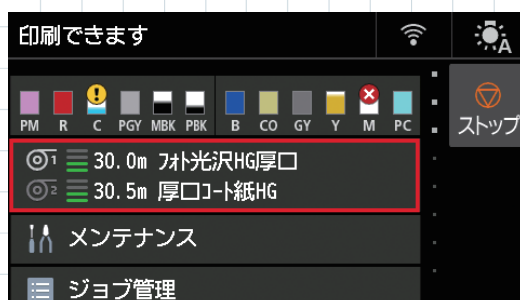 印刷できます
A
PM R C PGY MBK PBK B CO GY Y M PC
ストップ
1 30.0m フォト光沢HG厚口
2 30.5m 厚口コート紙HG
メンテナンス
ジョブ管理